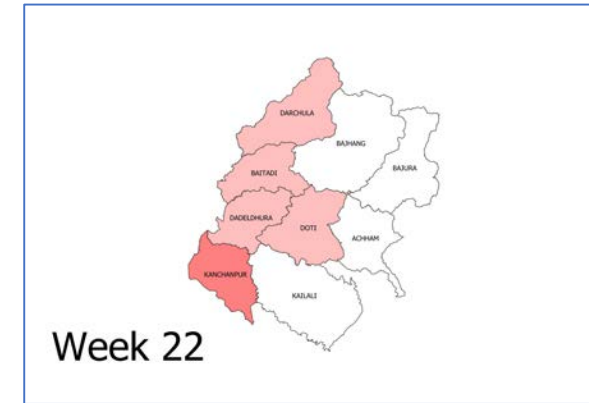 DARCHULA
BAJHANG
BAJURA
BAITADI
DADELDHURA
DOTI
ACHHAM
KANCHANPUR
KAILALI
Week 22